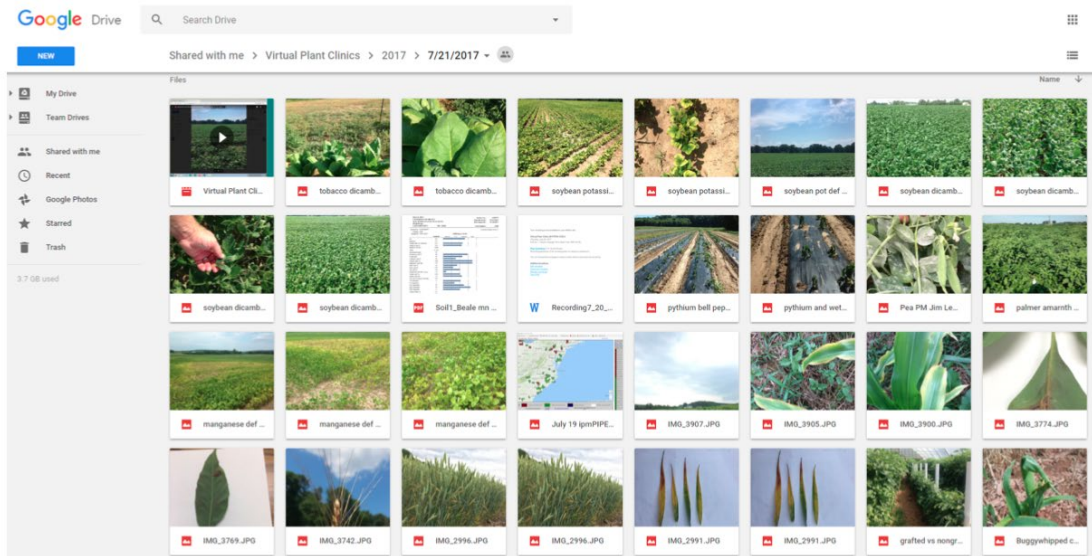 Google Drive
Search Drive
NEW
Shared with me > Virtual Plant Clinics > 2017 > 7/21/2017
Files
Name
My Drive
Team Drives
Shared with me
Recent
Google Photos
Starred
Trash
3.7 GB used
Virtual Plant Cli...
tobacco dicamb...
tobacco dicamb...
soybean potassi...
soybean potassi...
soybean pot def ...
soybean dicamb...
soybean dicamb...
soybean dicamb...
soybean dicamb...
PDF
Soil1_Beale mn ...
W
Recording7_20_...
pythium bell pep...
pythium and wet...
Pea PM Jim Le...
palmer amarnth ...
manganese def ...
manganese def ...
manganese def ...
July 19 ipmPIPE...
IMG_3907.JPG
IMG_3905.JPG
IMG_3900.JPG
IMG_3774.JPG
IMG_3769.JPG
IMG_3742.JPG
IMG_2996.JPG
IMG_2996.JPG
IMG_2991.JPG
IMG_2991.JPG
grafted vs nongr...
Buggywhipped c...